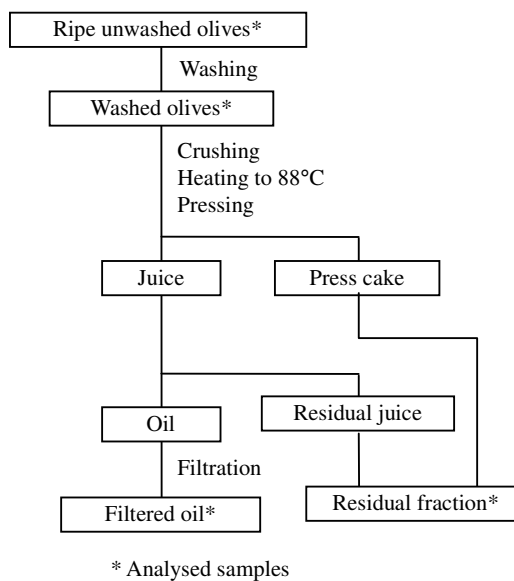 Ripe unwashed olives*
Washing
Washed olives*
Crushing
Heating to 88°C
Pressing
Juice
Press cake
Residual juice
Oil
Filtration
Filtered oil*
Residual fraction*
* Analysed samples